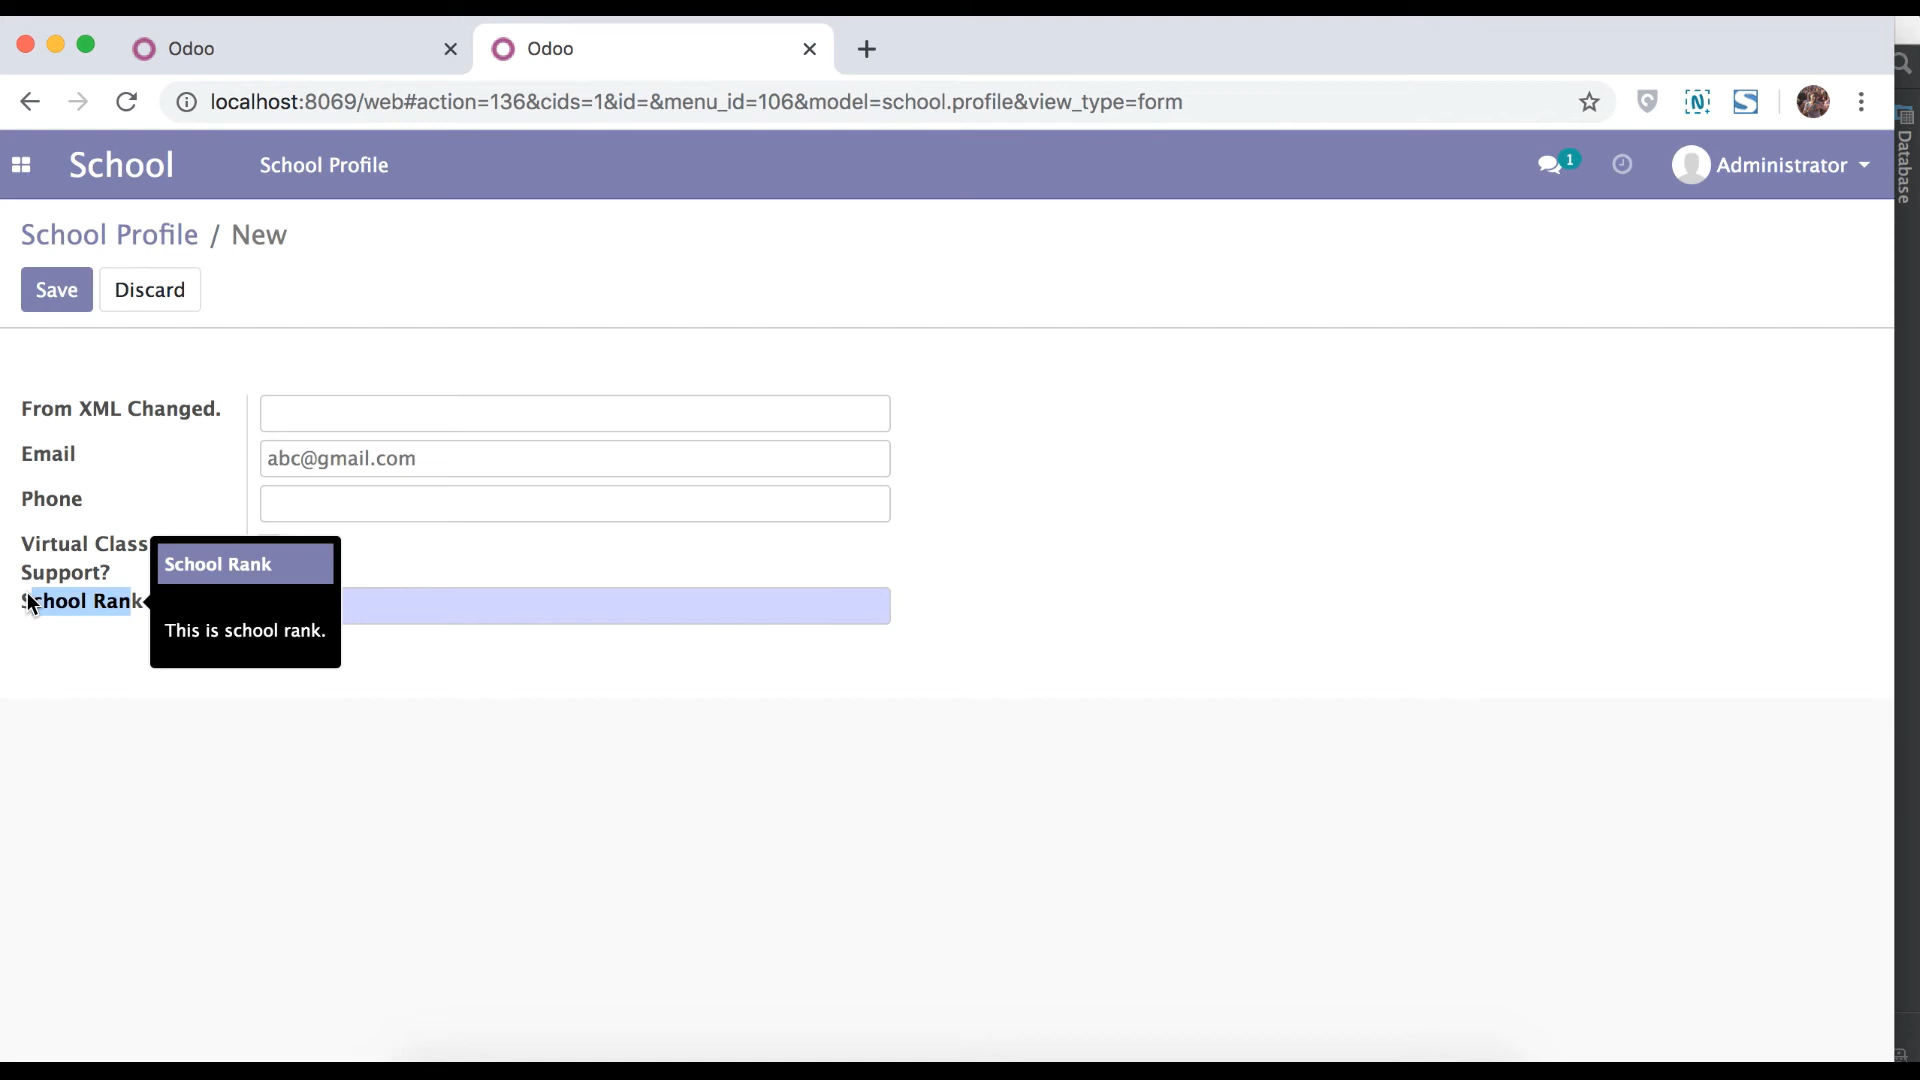 Odoo
Odoo
localhost:8069/web#action=136&cids=1&id=&menu_id=106&model=school.profile&view_type=form
School School Profile 1 Administrator
Database
School Profile / New
Save Discard
From XML Changed.
Email abc@gmail.com
Phone
Virtual Class
Support?
School Rank
School Rank
This is school rank.